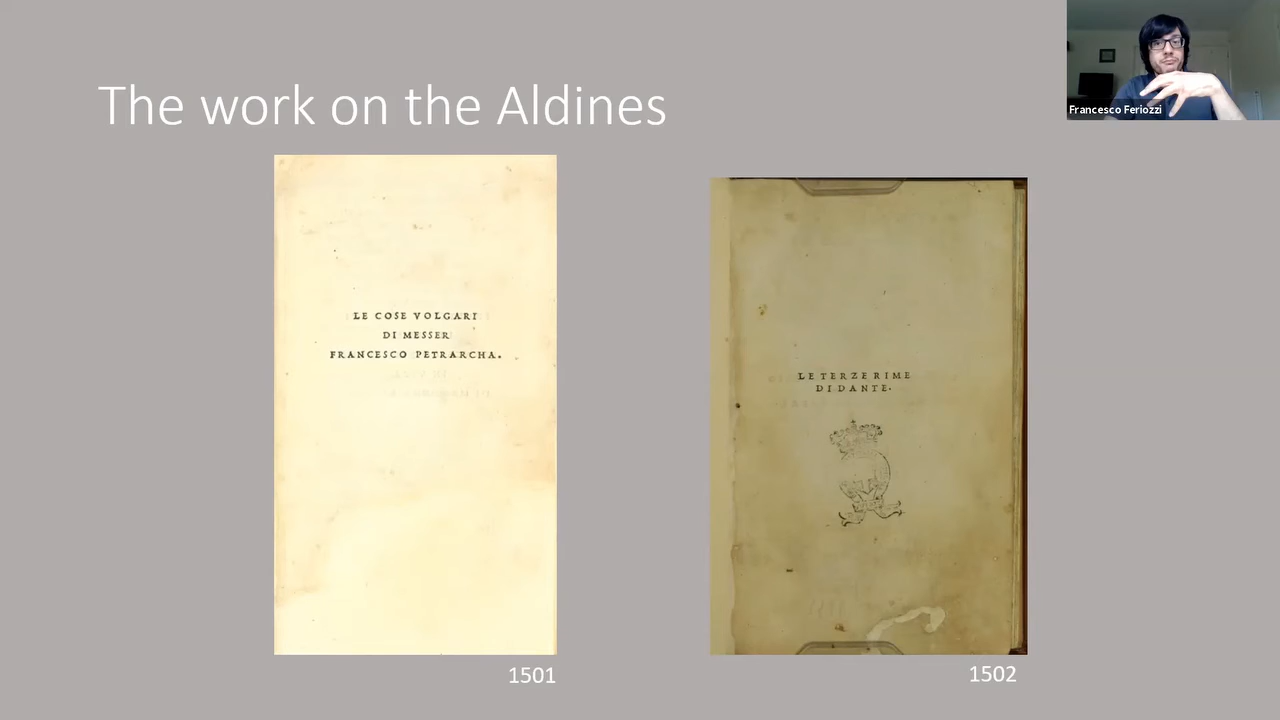 The work on the Aldines
Francesco Feriozzi
LE COSE VOLGARI
DI MESSER
FRANCESCO PETRARCHA.
LE TERZE RIME
DI DANTE.
1501
1502